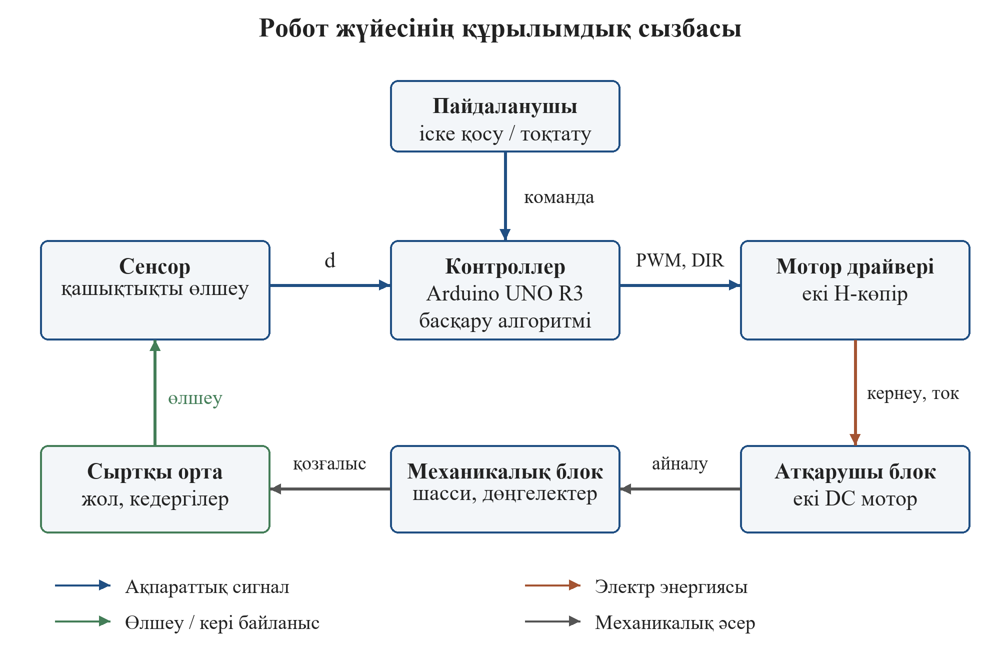 Робот жүйесінің құрылымдық сызбасы
Пайдаланушы
іске қосу / тоқтату
команда
Сенсор
қашықтықты өлшеу
d
Контроллер
Arduino UNO R3
басқару алгоритмі
PWM, DIR
Мотор драйвері
екі H-көпір
өлшеу
кернеу, ток
Сыртқы орта
жол, кедергілер
қозғалыс
Механикалық блок
шасси, дөңгелектер
айналу
Атқарушы блок
екі DC мотор
Ақпараттық сигнал
Электр энергиясы
Өлшеу / кері байланыс
Механикалық әсер